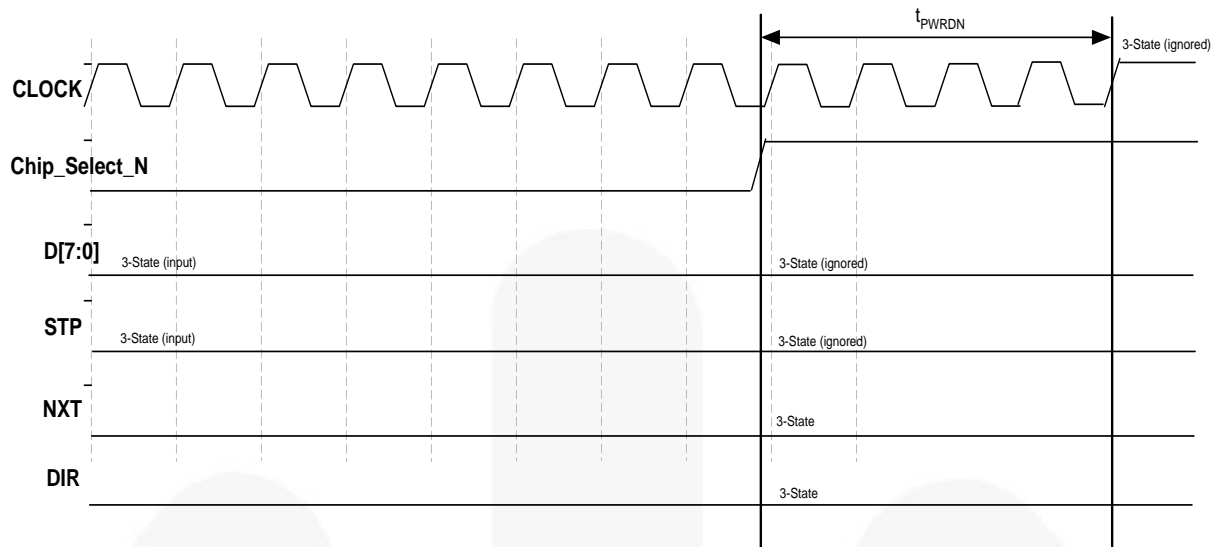 tPWRDN
3-State (ignored)
CLOCK
Chip_Select_N
D[7:0]
3-State (input)
3-State (ignored)
STP
3-State (input)
3-State (ignored)
NXT
3-State
DIR
3-State